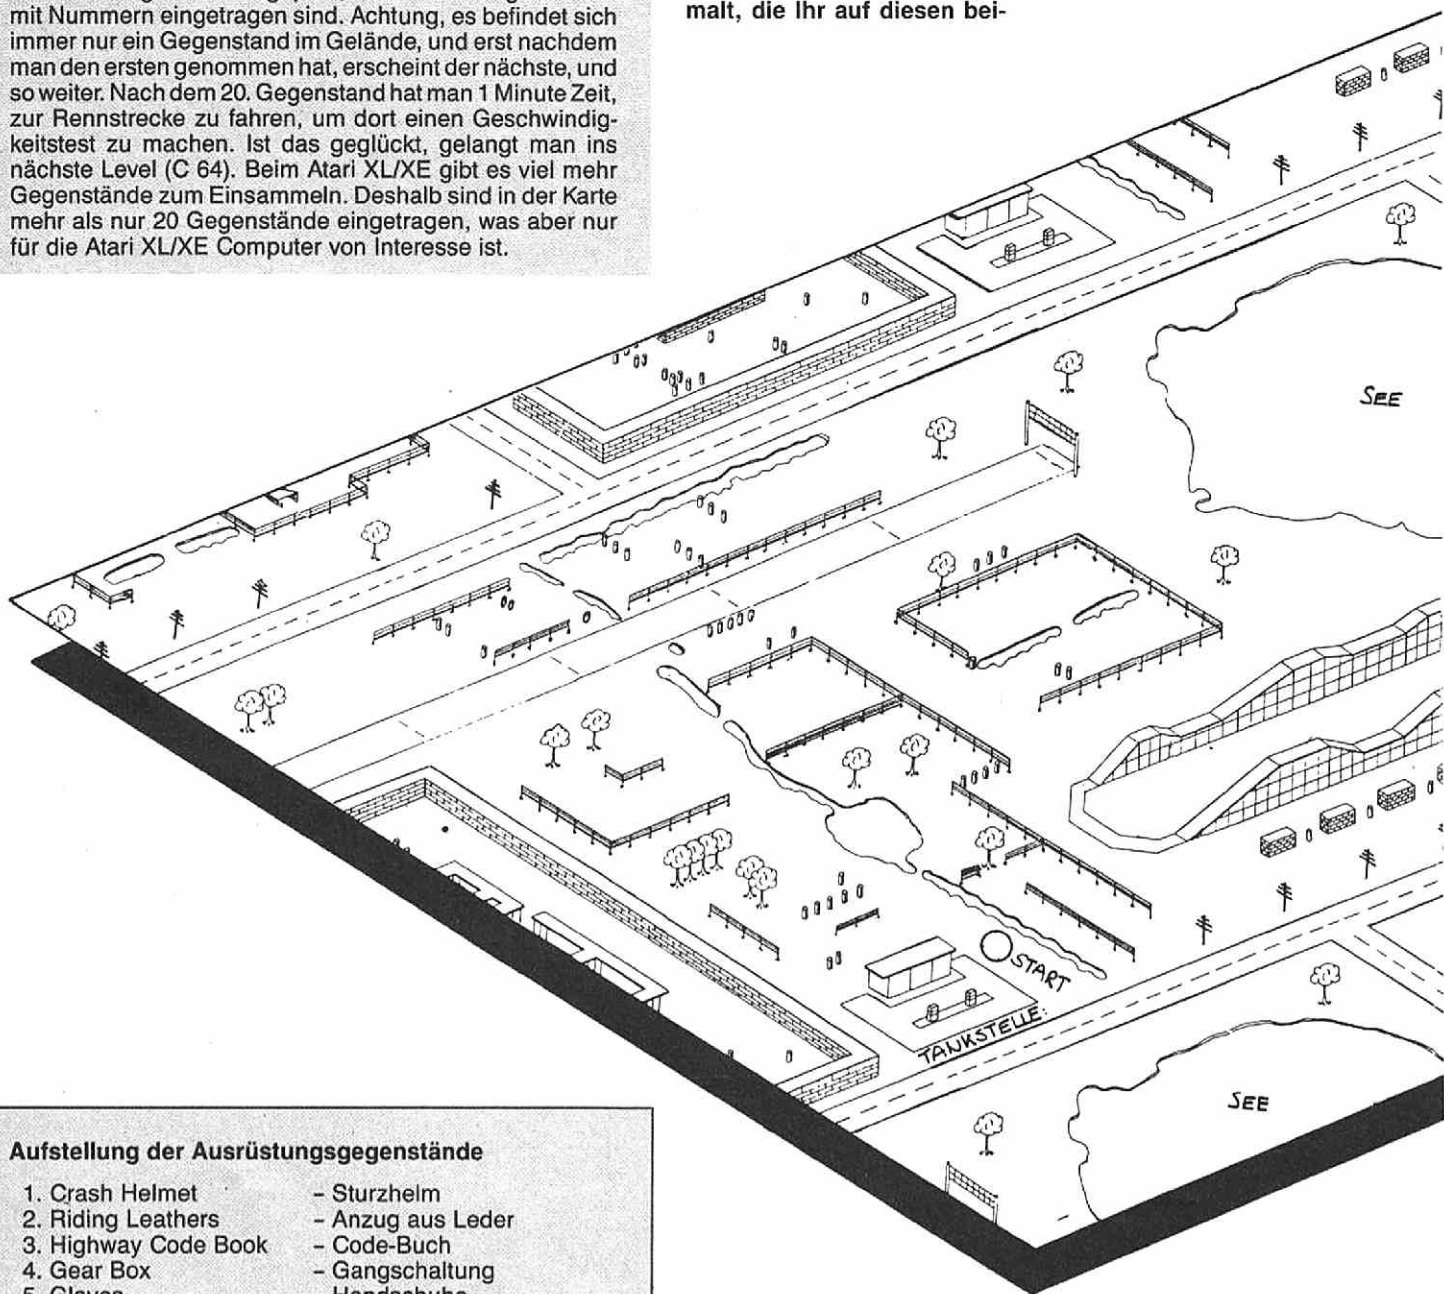 mit Nummern eingetragen sind. Achtung, es befindet sich
immer nur ein Gegenstand im Gelände, und erst nachdem
man den ersten genommen hat, erscheint der nächste, und
so weiter. Nach dem 20. Gegenstand hat man 1 Minute Zeit,
zur Rennstrecke zu fahren, um dort einen Geschwindig-
keitstest zu machen. Ist das geglückt, gelangt man ins
nächste Level (C 64). Beim Atari XL/XE gibt es viel mehr
Gegenstände zum Einsammeln. Deshalb sind in der Karte
mehr als nur 20 Gegenstände eingetragen, was aber nur
für die Atari XL/XE Computer von Interesse ist.
malt, die Ihr auf diesen bei-
SEE
START
TANKSTELLE
SEE
Aufstellung der Ausrüstungsgegenstände
1. Crash Helmet – Sturzhelm
2. Riding Leathers – Anzug aus Leder
3. Highway Code Book – Code-Buch
4. Gear Box – Gangschaltung
5. Gloves – Handschuhe